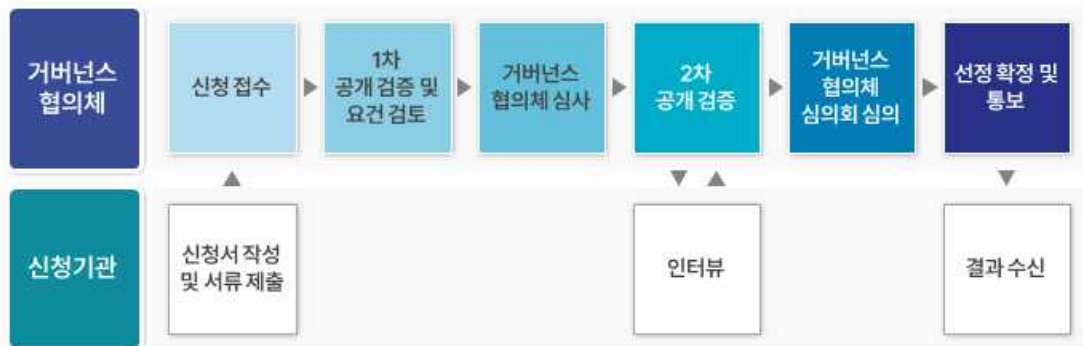 거버넌스
협의체
신청 접수
1차
공개 검증 및
요건 검토
거버넌스
협의체 심사
2차
공개 검증
거버넌스
협의체
심의회 심의
선정 확정 및
통보
신청기관
신청서 작성
및 서류 제출
인터뷰
결과 수신